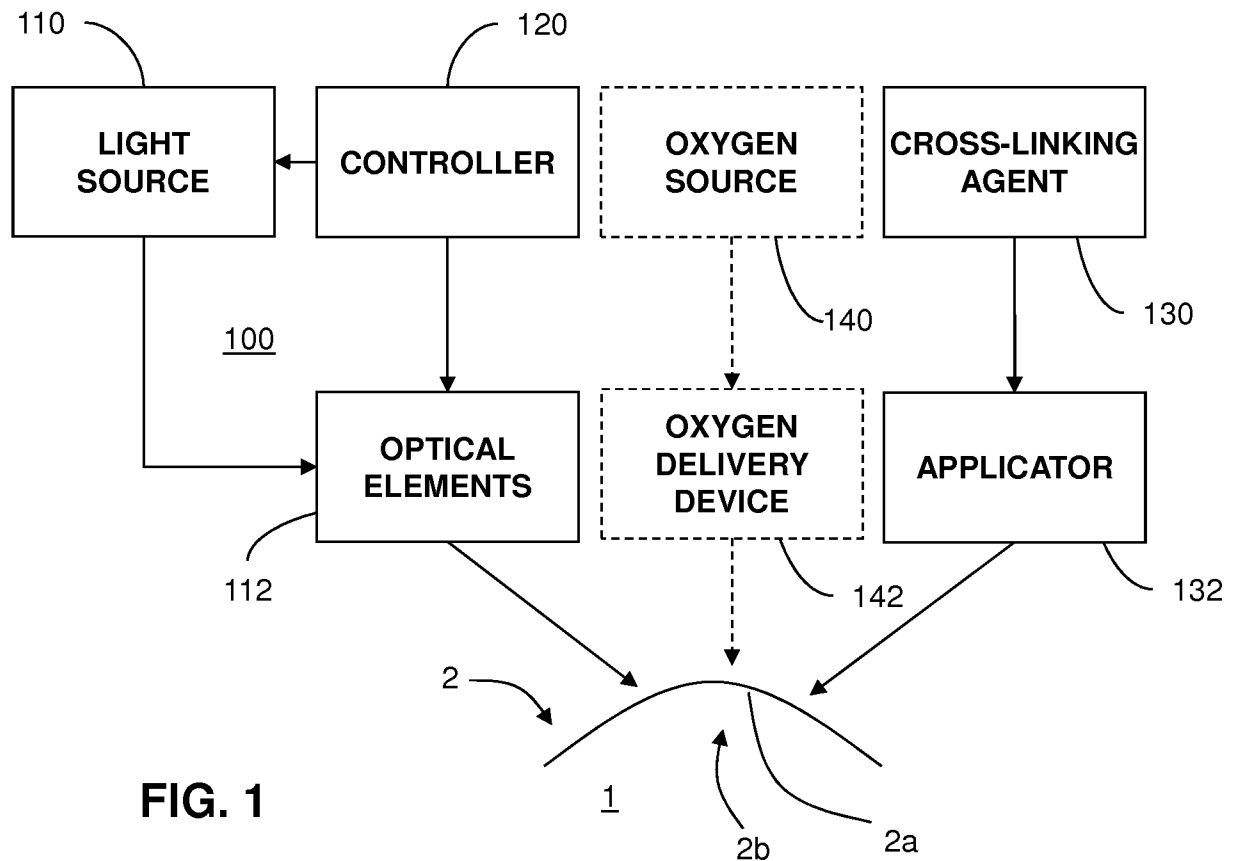 110
120
LIGHT
SOURCE
CONTROLLER
OXYGEN
SOURCE
CROSS-LINKING
AGENT
140
130
100
OPTICAL
ELEMENTS
OXYGEN
DELIVERY
DEVICE
APPLICATOR
112
142
132
2
FIG. 1
1
2b
2a